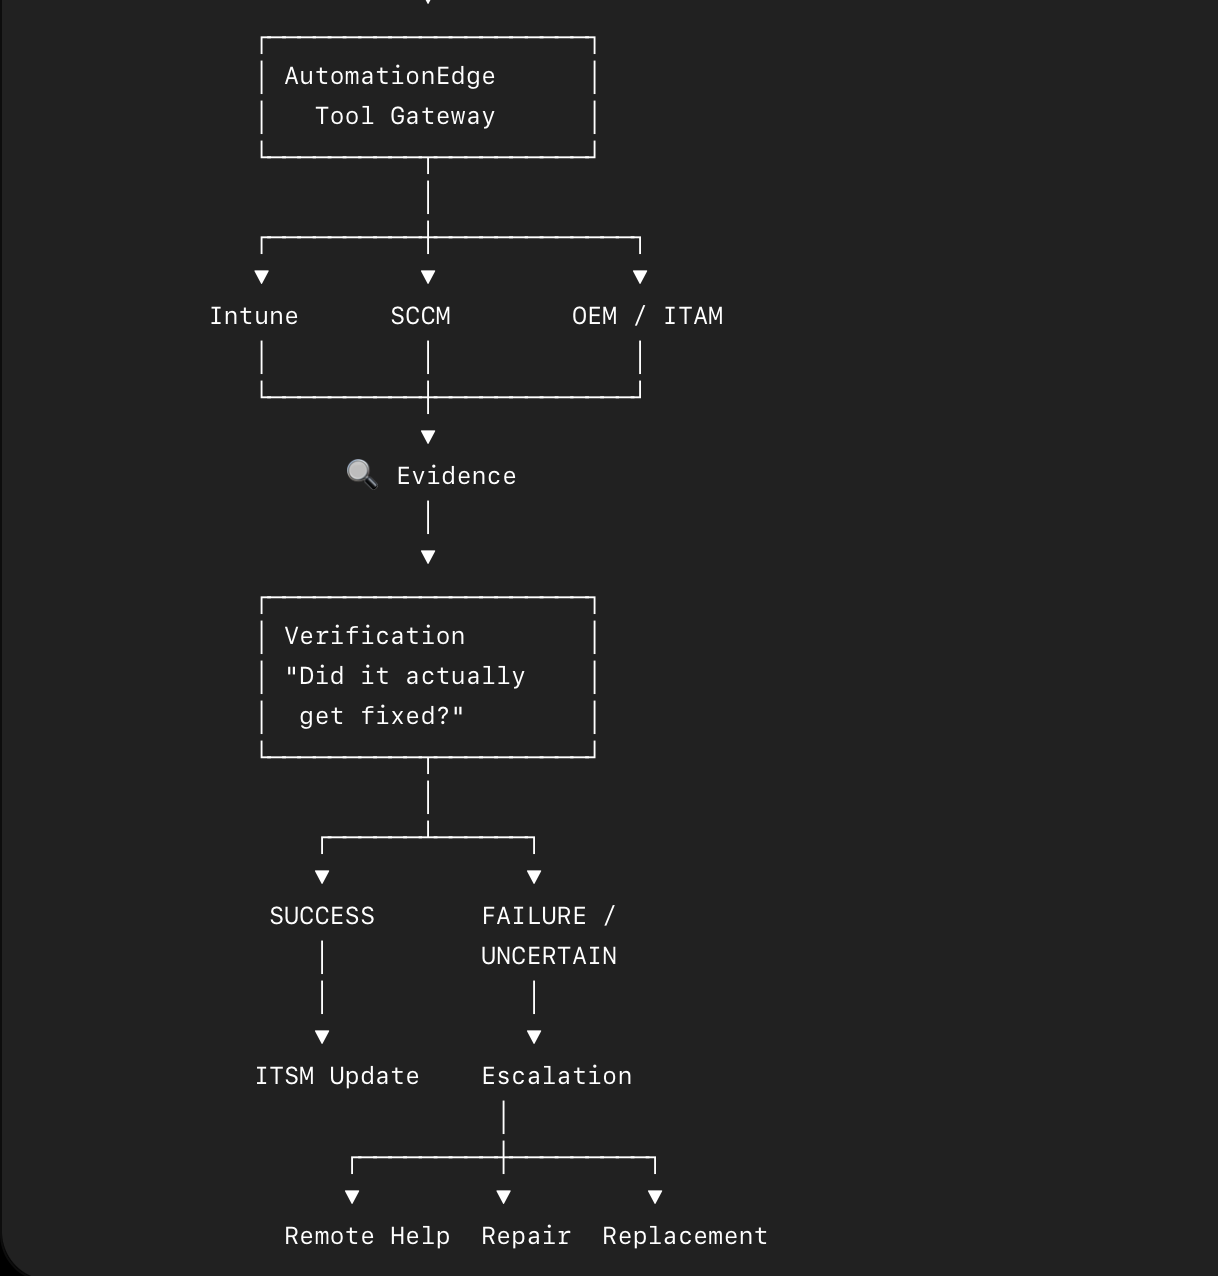 AutomationEdge
Tool Gateway
Intune SCCM OEM / ITAM
Evidence
Verification
"Did it actually
get fixed?"
SUCCESS FAILURE /
UNCERTAIN
ITSM Update Escalation
Remote Help Repair Replacement